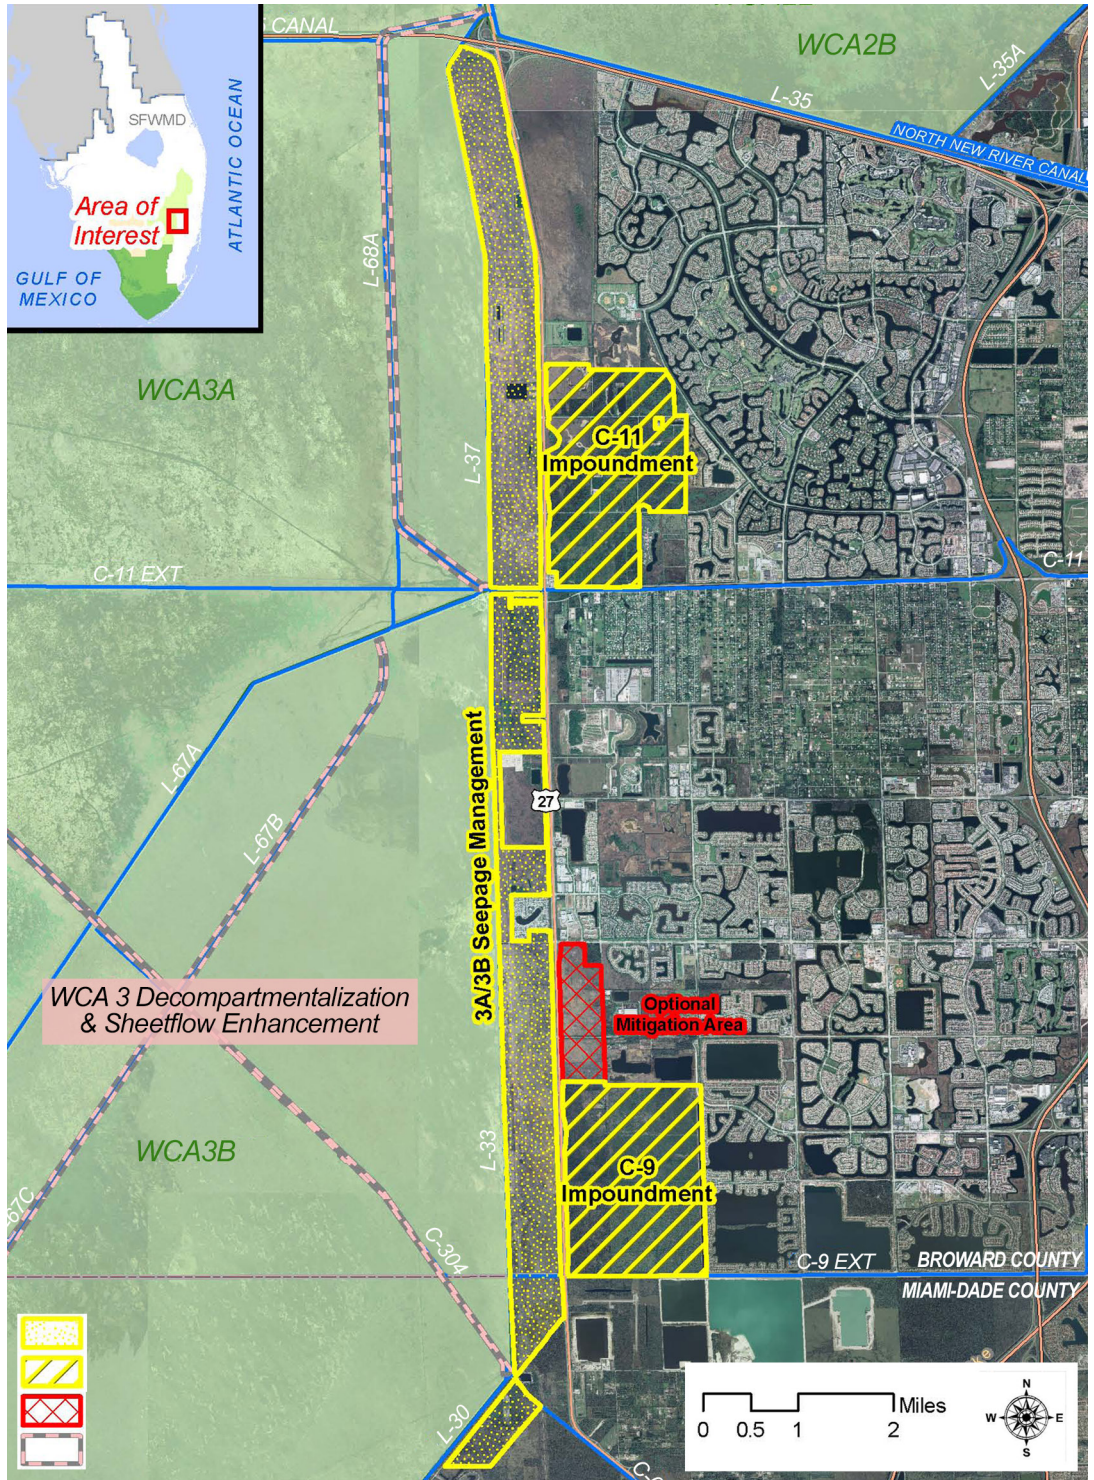 CANAL
WCA2B
L-35A
L-35
NORTH NEW RIVER CANAL
SFWMD
ATLANTIC OCEAN
Area of
Interest
GULF OF
MEXICO
L-68A
WCA3A
L-37
C-11
Impoundment
C-11 EXT
C-11
L-67A
L-67B
3A/3B Seepage Management
27
WCA 3 Decompartmentalization
& Sheetflow Enhancement
Optional
Mitigation Area
WCA3B
L-33
C-9
Impoundment
C-304
C-9 EXT
BROWARD COUNTY
MIAMI-DADE COUNTY
L-30
0 0.5 1 2 Miles
N
W E
S